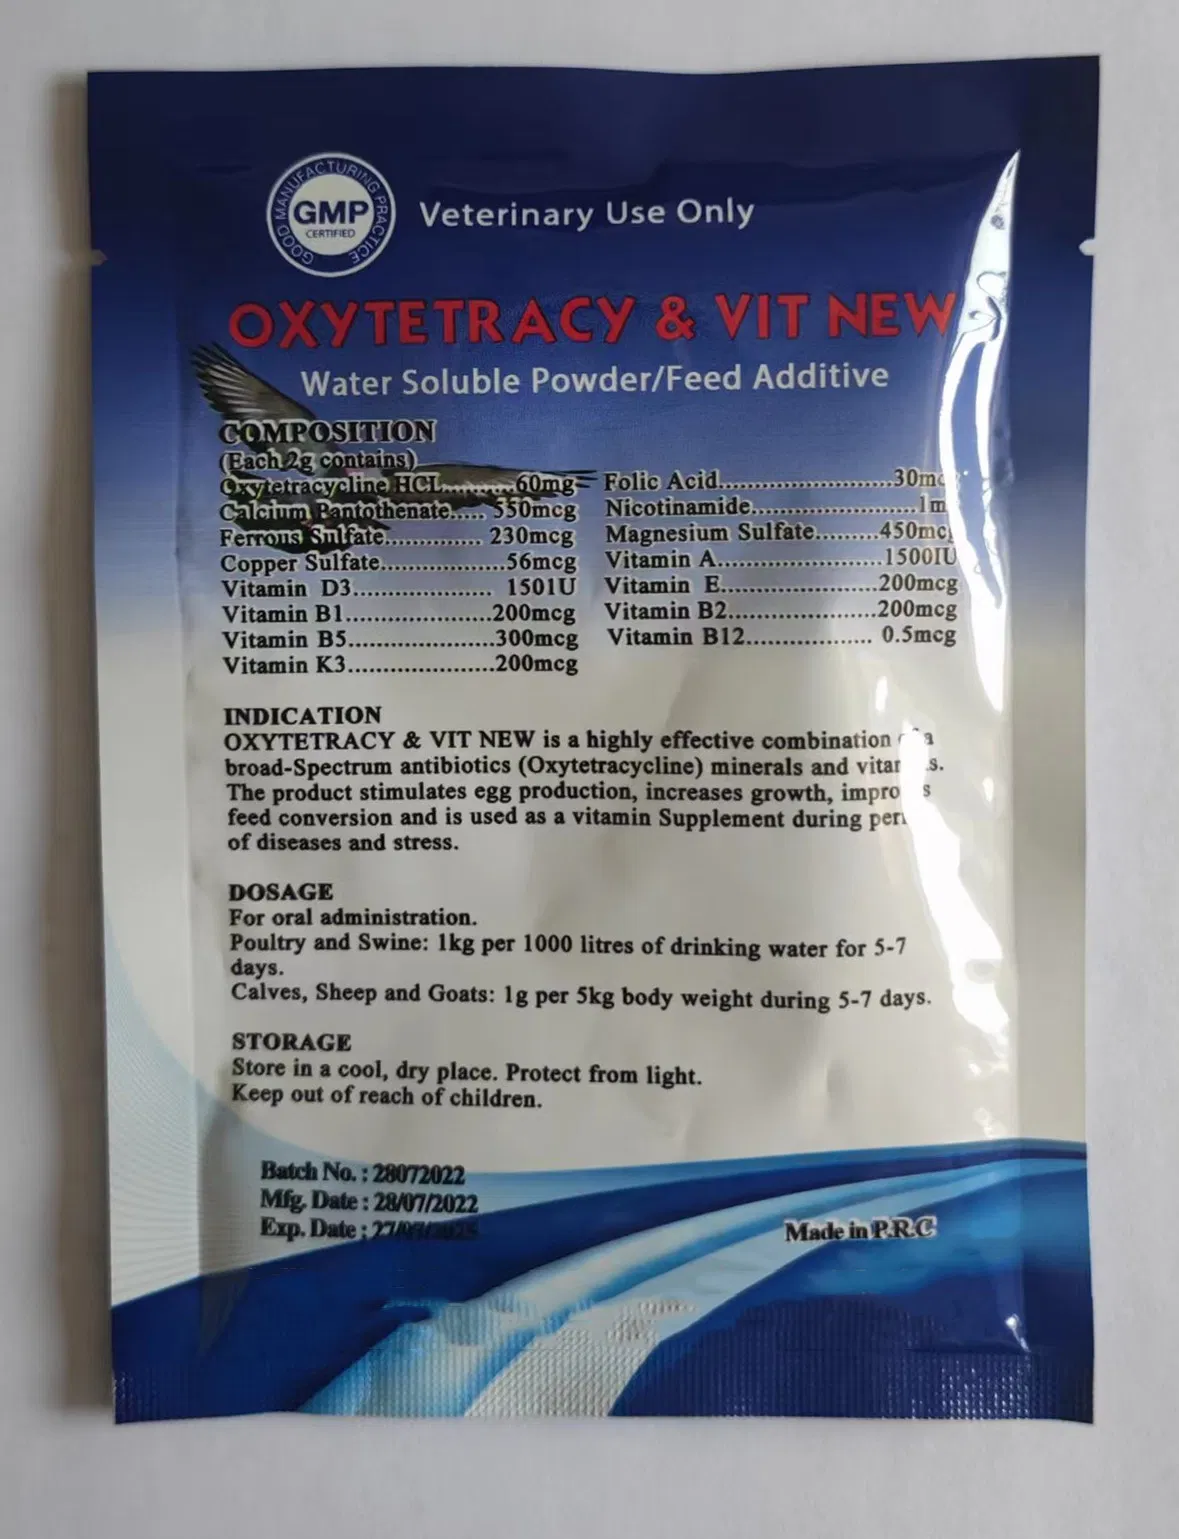 GOOD MANUFACTURING PRACTICE
GMP
CERTIFIED
Veterinary Use Only
OXYTETRACY & VIT NEW
Water Soluble Powder/Feed Additive
COMPOSITION
(Each 2g contains)
Oxytetracycline HCL..........60mg
Calcium Pantothenate..... 550mcg
Ferrous Sulfate.............. 230mcg
Copper Sulfate..................56mcg
Vitamin D3.................... 1501U
Vitamin B1.....................200mcg
Vitamin B5.....................300mcg
Vitamin K3.....................200mcg
Folic Acid.........................
Nicotinamide........................
Magnesium Sulfate.........
Vitamin A........................1500IU
Vitamin E.......................200mcg
Vitamin B2.....................200mcg
Vitamin B12.................. 0.5mcg
INDICATION
OXYTETRACY & VIT NEW is a highly effective combination a
broad-Spectrum antibiotics (Oxytetracycline) minerals and
The product stimulates egg production, increases growth,
feed conversion and is used as a vitamin Supplement during
of diseases and stress.
DOSAGE
For oral administration.
Poultry and Swine: 1kg per 1000 litres of drinking water for 5-7
days.
Calves, Sheep and Goats: 1g per 5kg body weight during 5-7 days.
STORAGE
Store in a cool, dry place. Protect from light.
Keep out of reach of children.
Batch No. : 28072022
Mfg. Date : 28/07/2022
Exp. Date :
Made in P.R.C